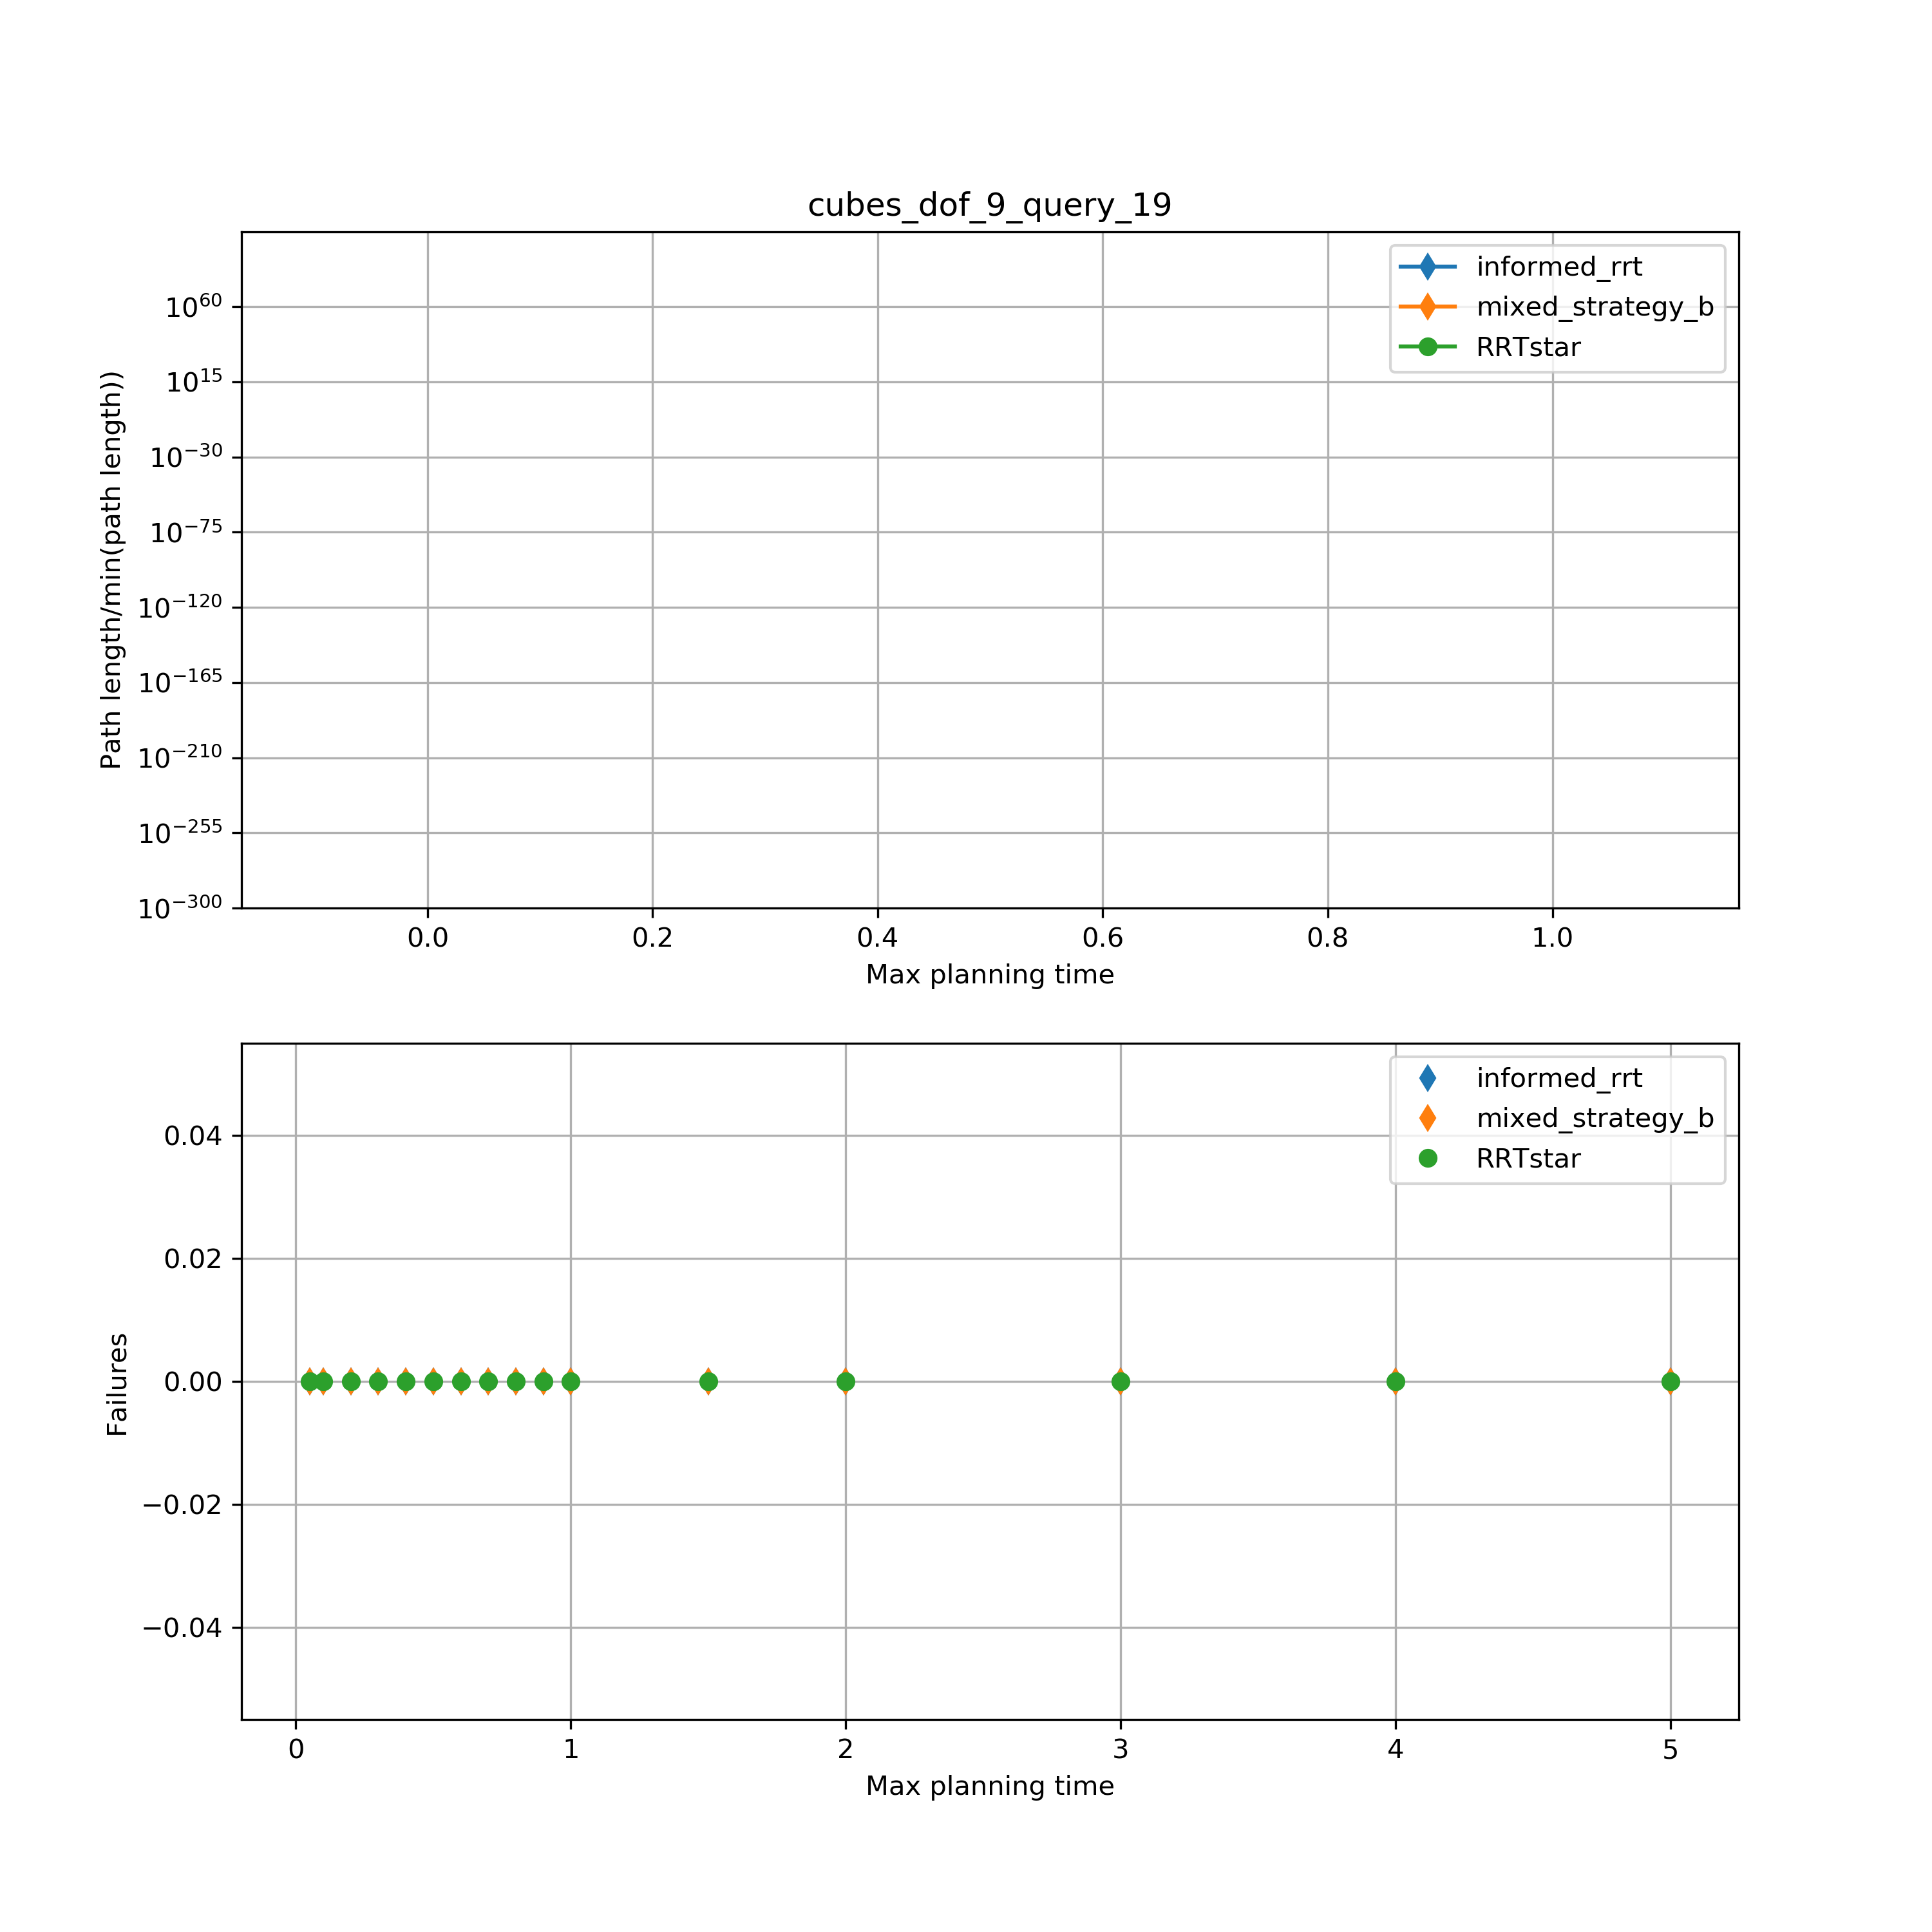 cubes_dof_9_query_19
informed_rrt
mixed_strategy_b
RRTstar
Path length/min(path length))
10^60
10^15
10^−30
10^−75
10^−120
10^−165
10^−210
10^−255
10^−300
0.0 0.2 0.4 0.6 0.8 1.0
Max planning time
informed_rrt
mixed_strategy_b
RRTstar
Failures
0.04
0.02
0.00
−0.02
−0.04
0 1 2 3 4 5
Max planning time